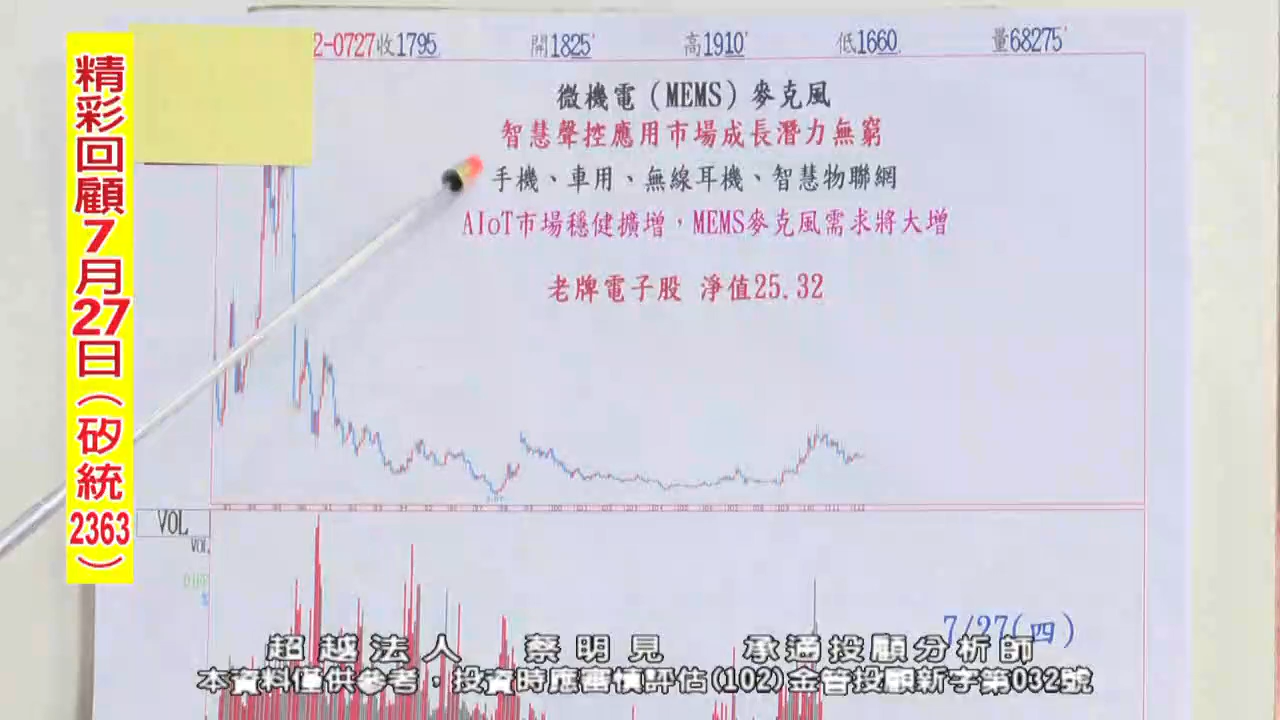 精彩回顧7月27日（矽統2363）
2-0727收1795 開1825 高1910 低1660 量68275
微機電（MEMS）麥克風
智慧聲控應用市場成長潛力無窮
手機、車用、無線耳機、智慧物聯網
AIoT市場穩健擴增，MEMS麥克風需求將大增
老牌電子股 淨值25.32
VOL
VOL
7/27(四)
超越法人 蔡明見 承通投顧分析師
本資料僅供參考，投資時應審慎評估(102)金管投顧新字第032號